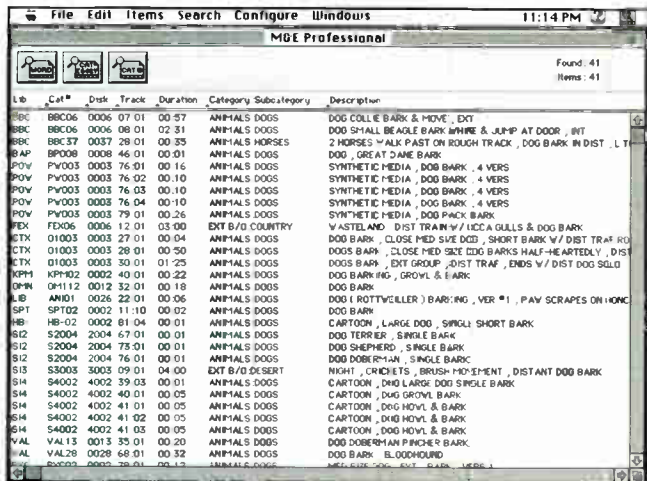 File Edit Items Search Configure Windows 11:14 PM
M&E Professional
WORD CAT CAT
Found: 41
Items: 41
Lib Cat# Disk Track Duration Category Subcategory Description
BBC BBC06 0006 07 01 00:57 ANIMALS DOGS DOG COLLIE BARK & MOVE, EXT
BBC BBC06 0006 08 01 02:31 ANIMALS DOGS DOG SMALL BEAGLE BARK WHINE & JUMP AT DOOR, INT
BBC BBC37 0037 28:01 00:35 ANIMALS HORSES 2 HORSES WALK PAST ON ROUGH TRACK, DOG BARK IN DIST, L TO
BAP BP008 0008 46:01 00:01 ANIMALS DOGS DOG, GREAT DANE BARK
POW PW003 0003 76:01 00:16 ANIMALS DOGS SYNTHETIC MEDIA, DOG BARK, 4 VERS
POW PW003 0003 76:02 00:10 ANIMALS DOGS SYNTHETIC MEDIA, DOG BARK, 4 VERS
POW PW003 0003 76:03 00:10 ANIMALS DOGS SYNTHETIC MEDIA, DOG BARK, 4 VERS
POW PW003 0003 76:04 00:10 ANIMALS DOGS SYNTHETIC MEDIA, DOG BARK, 4 VERS
POW PW003 0003 79:01 00:26 ANIMALS DOGS SYNTHETIC MEDIA, DOG PACK BARK
FEX FEX06 0006 12:01 03:00 EXT B/G COUNTRY WASTELAND DIST TRAIN W/ GULLS & DOG BARK
CTX 01003 0003 27:01 00:04 ANIMALS DOGS DOG BARK, CLOSE MED SIZE DOG, SHORT BARK W/ DIST TRAF RO
CTX 01003 0003 28:01 00:50 ANIMALS DOGS DOGS BARK, CLOSE MED SIZE DOG BARKS HALF-HEARTEDLY, DIST
CTX 01003 0003 30:01 01:25 ANIMALS DOGS DOGS BARK, EXT GROUP, DIST TRAF, ENDS W/ DIST DOG SOLO
KPM KPM02 0002 40:01 00:22 ANIMALS DOGS DOG BARKING, GROWL & BARK
OMN OM112 0012 32:01 00:18 ANIMALS DOGS DOG BARK
LIB ANI01 0026 22:01 00:06 ANIMALS DOGS DOG (ROTTWEILLER) BARKING, VER #1, PAW SCRAPES ON
SPT SPT02 0002 11:10 00:02 ANIMALS DOGS DOG BARK
HB- HB-02 0002 81:04 00:01 ANIMALS DOGS CARTOON, LARGE DOG, SINGLE SHORT BARK
SI2 S2004 2004 67:01 00:01 ANIMALS DOGS DOG TERRIER, SINGLE BARK
SI2 S2004 2004 73:01 00:01 ANIMALS DOGS DOG SHEPHERD, SINGLE BARK
SI2 S2004 2004 76:01 00:01 ANIMALS DOGS DOG DOBERMAN, SINGLE BARK
SI3 S3003 3003 09:01 04:00 EXT B/G DESERT NIGHT, CRICKETS, BRUSH MOVEMENT, DISTANT DOG BARK
SI4 S4002 4002 39:03 00:01 ANIMALS DOGS CARTOON, LARGE DOG SINGLE BARK
SI4 S4002 4002 40:01 00:05 ANIMALS DOGS CARTOON, DOG GROWL BARK
SI4 S4002 4002 41:01 00:05 ANIMALS DOGS CARTOON, DOG HOWL & BARK
SI4 S4002 4002 41:02 00:05 ANIMALS DOGS CARTOON, DOG HOWL & BARK
SI4 S4002 4002 41:03 00:05 ANIMALS DOGS CARTOON, DOG HOWL & BARK
VAL VAL13 0013 35:01 00:20 ANIMALS DOGS DOG DOBERMAN PINCHER BARK
VAL VAL28 0028 68:01 00:32 ANIMALS DOGS DOG BARK BLOODHOUND